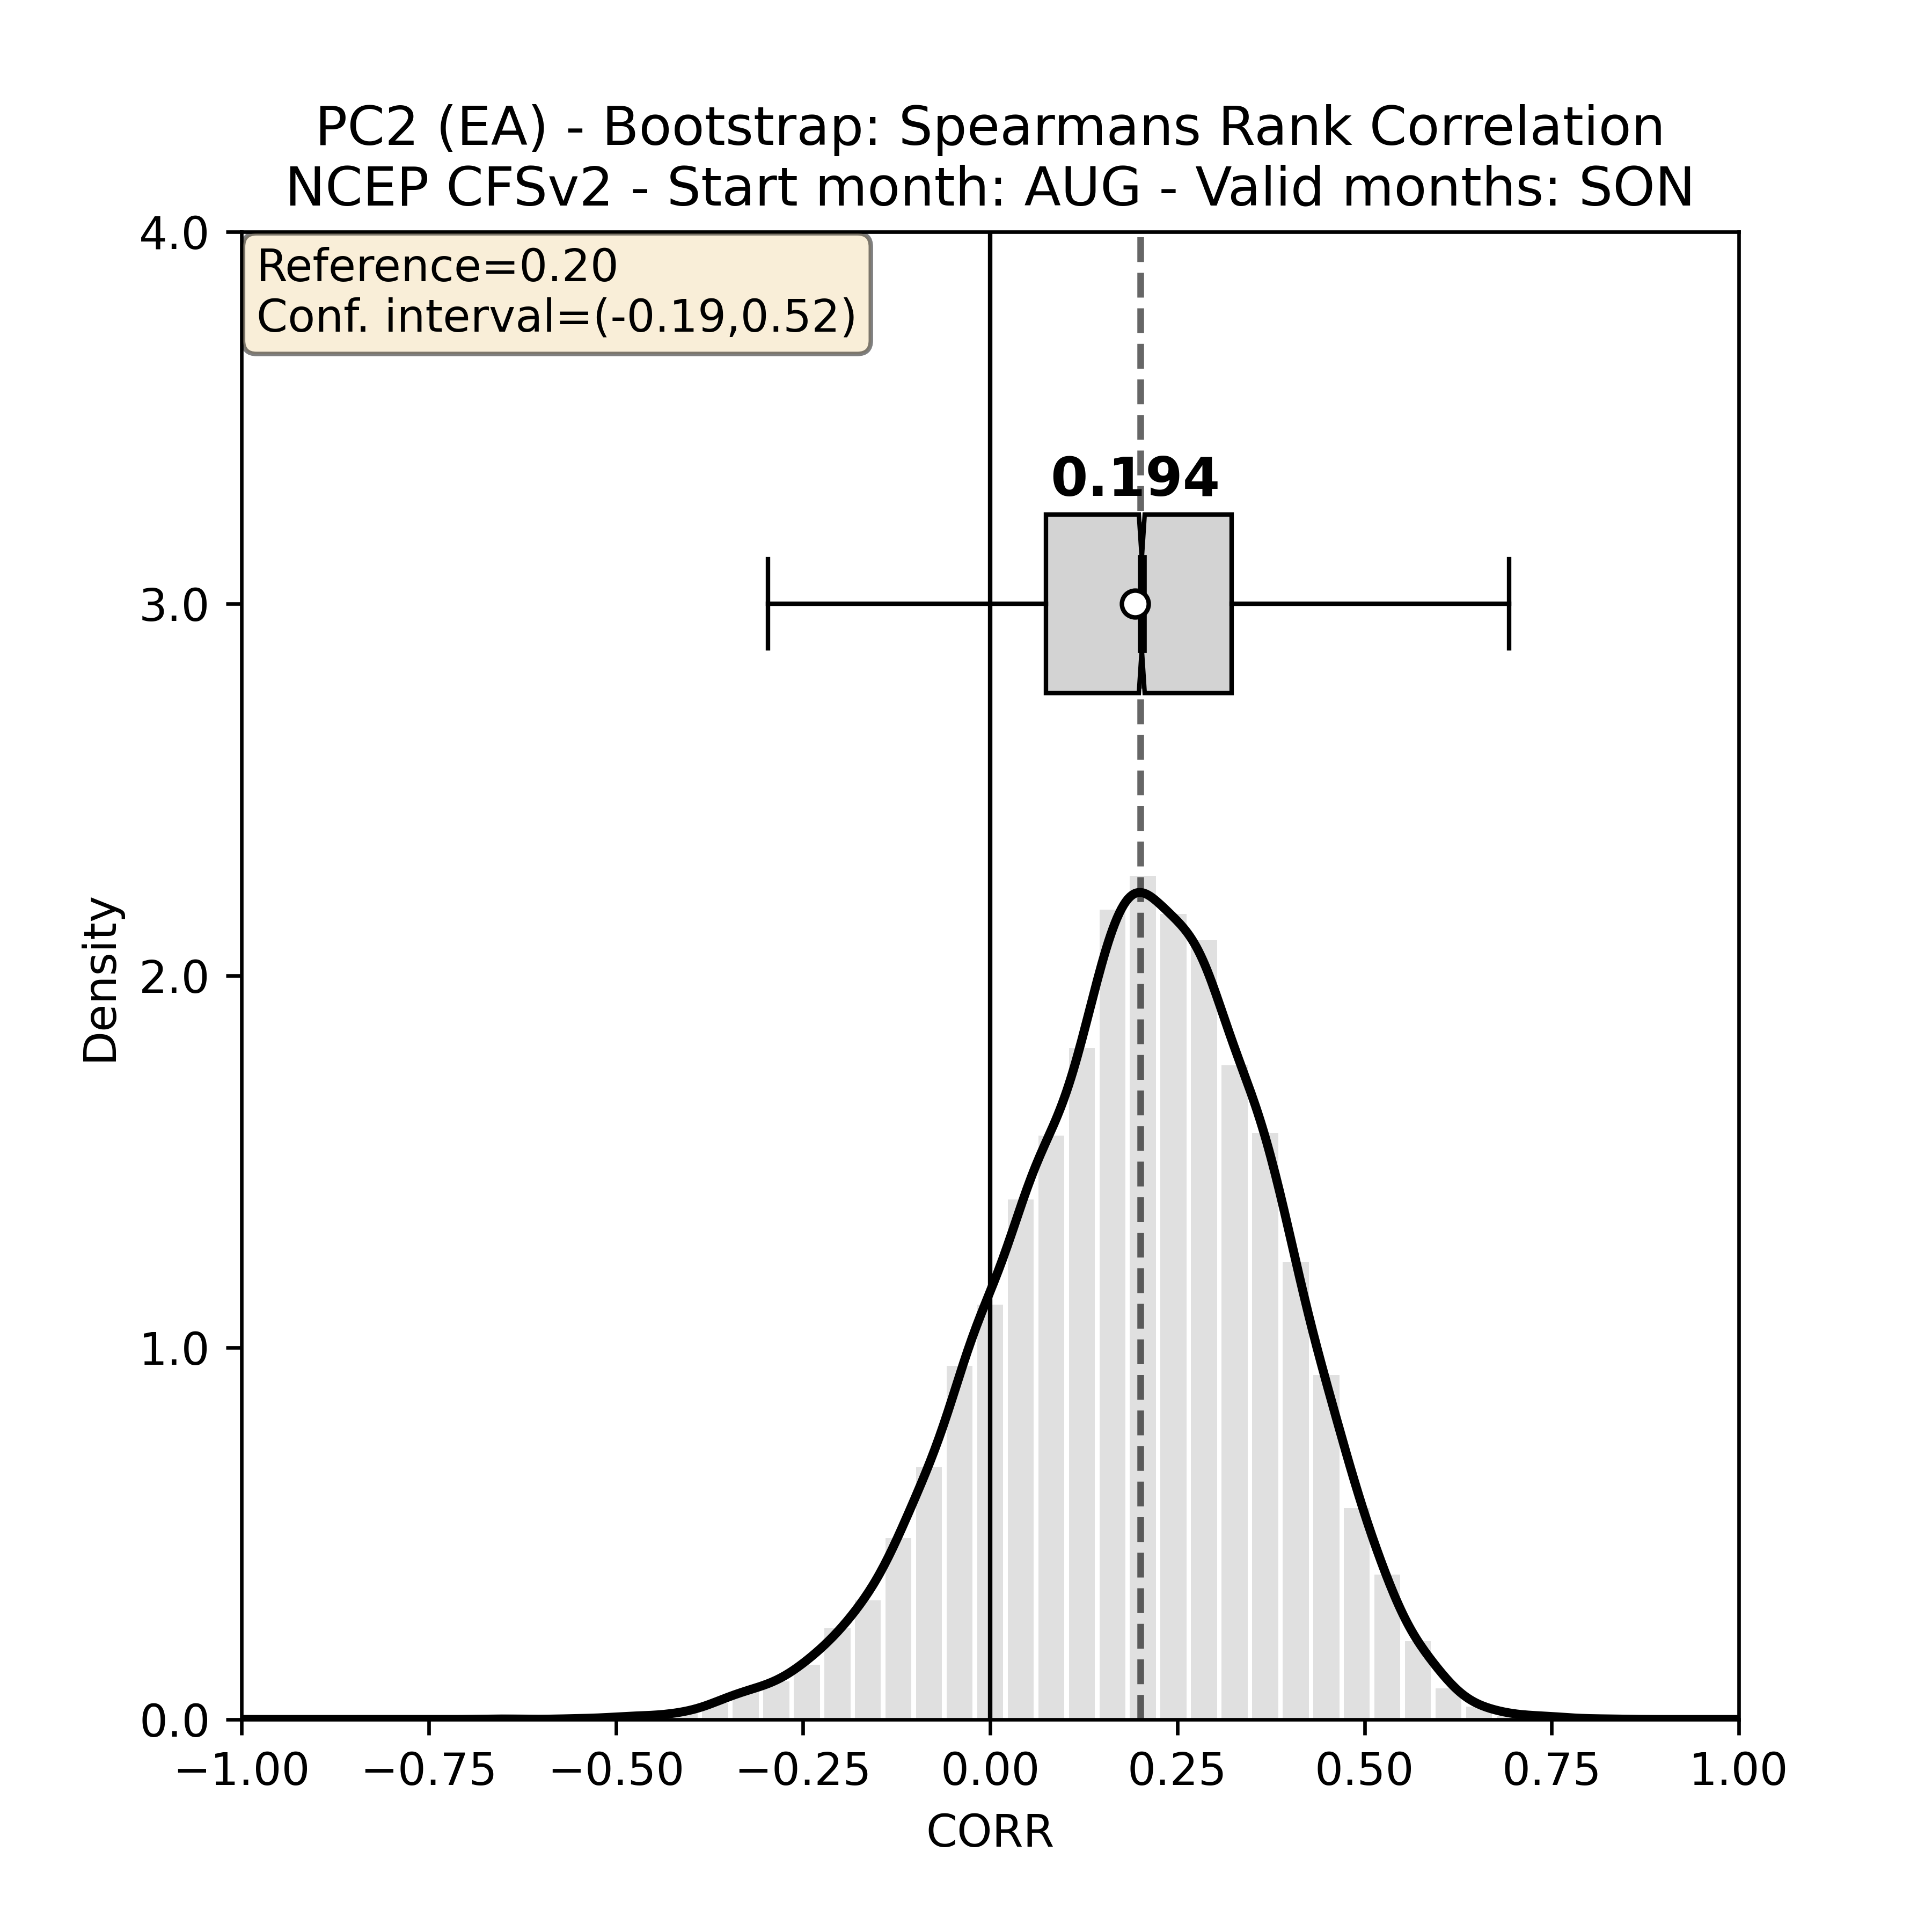 PC2 (EA) - Bootstrap: Spearmans Rank Correlation
NCEP CFSv2 - Start month: AUG - Valid months: SON
Reference=0.20
Conf. interval=(-0.19,0.52)
0.194
4.0
3.0
2.0
1.0
0.0
Density
−1.00 −0.75 −0.50 −0.25 0.00 0.25 0.50 0.75 1.00
CORR